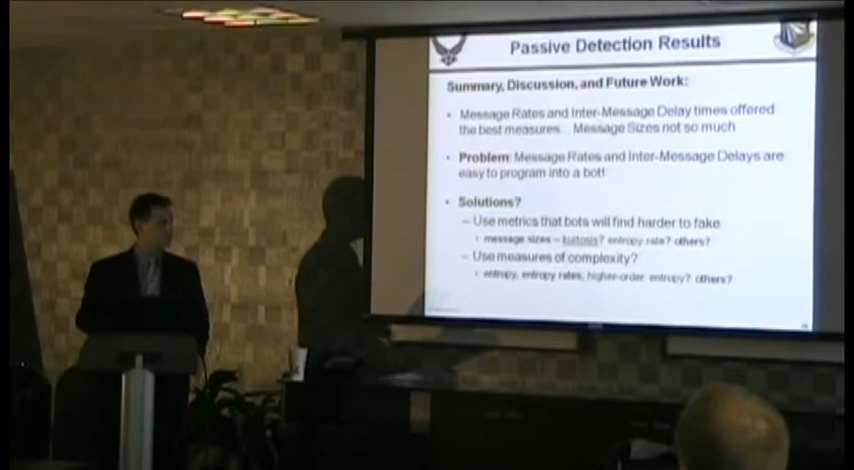 Passive Detection Results
Summary, Discussion, and Future Work:
• Message Rates and Inter-Message Delay times offered
the best measures... Message Sizes not so much
• Problem: Message Rates and Inter-Message Delays are
easy to program into a bot!
• Solutions?
– Use metrics that bots will find harder to fake
• message sizes – kurtosis? entropy rate? others?
– Use measures of complexity?
• entropy, entropy rates, higher-order entropy? others?